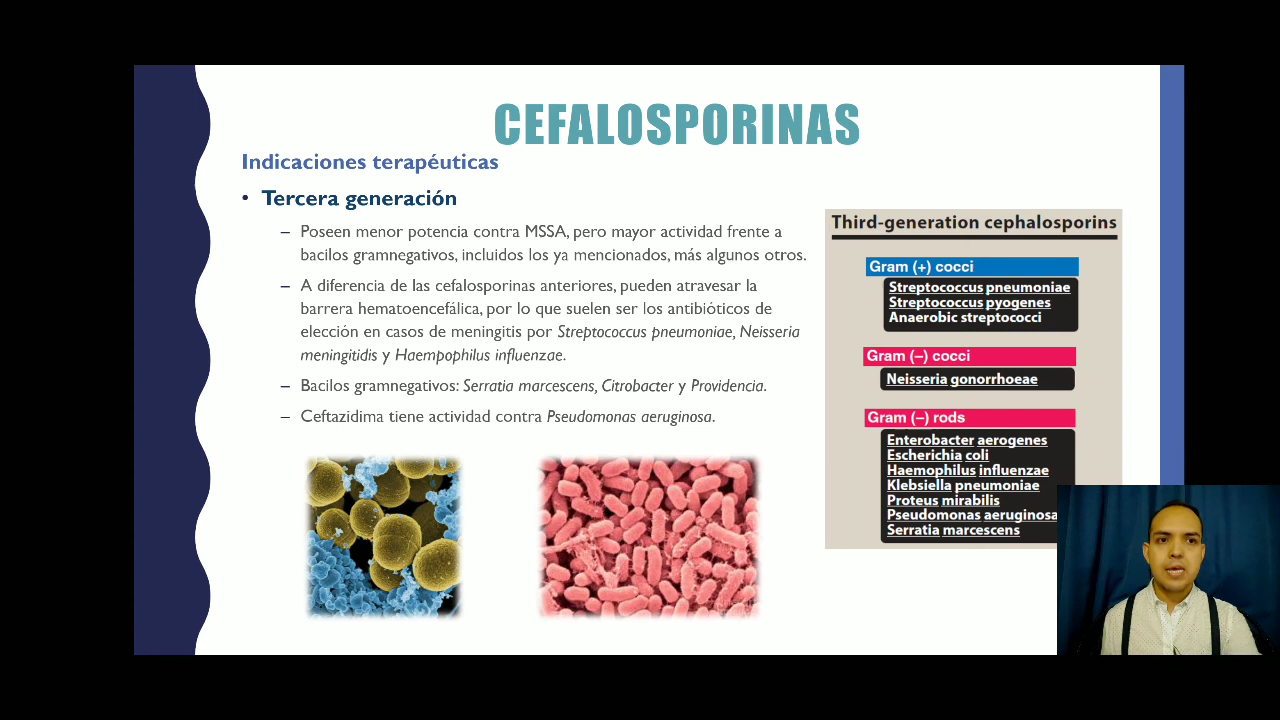 CEFALOSPORINAS
Indicaciones terapéuticas
• Tercera generación
– Poseen menor potencia contra MSSA, pero mayor actividad frente a
bacilos gramnegativos, incluidos los ya mencionados, más algunos otros.
– A diferencia de las cefalosporinas anteriores, pueden atravesar la
barrera hematoencefálica, por lo que suelen ser los antibióticos de
elección en casos de meningitis por Streptococcus pneumoniae, Neisseria
meningitidis y Haempophilus influenzae.
– Bacilos gramnegativos: Serratia marcescens, Citrobacter y Providencia.
– Ceftazidima tiene actividad contra Pseudomonas aeruginosa.
Third-generation cephalosporins
Gram (+) cocci
Streptococcus pneumoniae
Streptococcus pyogenes
Anaerobic streptococci
Gram (–) cocci
Neisseria gonorrhoeae
Gram (–) rods
Enterobacter aerogenes
Escherichia coli
Haemophilus influenzae
Klebsiella pneumoniae
Proteus mirabilis
Pseudomonas aeruginosa
Serratia marcescens